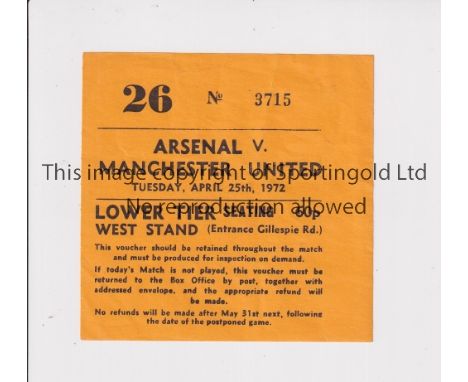 26 № 3715
ARSENAL V.
MANCHESTER UNITED
This image copyright of Sportingold Ltd
TUESDAY, APRIL 25th, 1972
No reproduction allowed
LOWER TIER SEATING 60p
WEST STAND (Entrance Gillespie Rd.)
This voucher should be retained throughout the match
and must be produced for inspection on demand.
If today's Match is not played, this voucher must be
returned to the Box Office by post, together with
addressed envelope, and the appropriate refund will
be made.
No refunds will be made after May 31st next, following
the date of the postponed game.